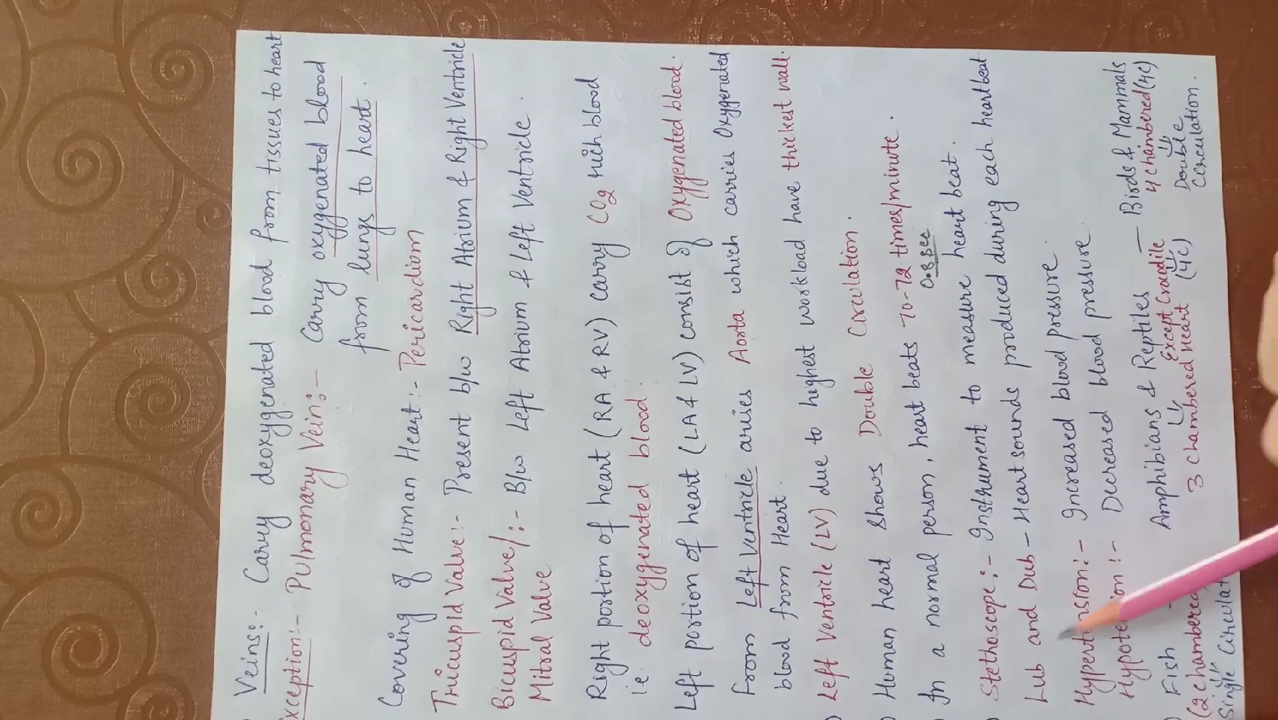 Veins:- Carry deoxygenated blood from tissues to heart
Exception:- Pulmonary Vein:- Carry oxygenated blood
from lungs to heart.
Covering of Human Heart:- Pericardium
Tricuspid Valve:- Present b/w Right Atrium & Right Ventricle
Bicuspid Valve/:- B/w Left Atrium & Left Ventricle.
Mitral Valve
Right portion of heart (RA & RV) carry CO2 rich blood
i.e deoxygenated blood.
Left portion of heart (LA & LV) consist of Oxygenated blood.
From Left Ventricle arises Aorta which carries Oxygenated
blood from Heart.
Left Ventricle (LV) due to highest workload have thickest wall.
Human heart shows Double Circulation.
In a normal person, heart beats 70-72 times/minute.
0.8 Sec
Stethoscope:- Instrument to measure heart beat.
Lub and Dub - Heart sounds produced during each heartbeat
Hypertension:- Increased blood pressure
Hypotension:- Decreased blood pressure
Fish - Amphibians & Reptiles — Birds & Mammals
(2 chambered Except Crocodile 4 chambered (4C)
3 Chambered Heart (4C) Double
Single Circulation Circulation.